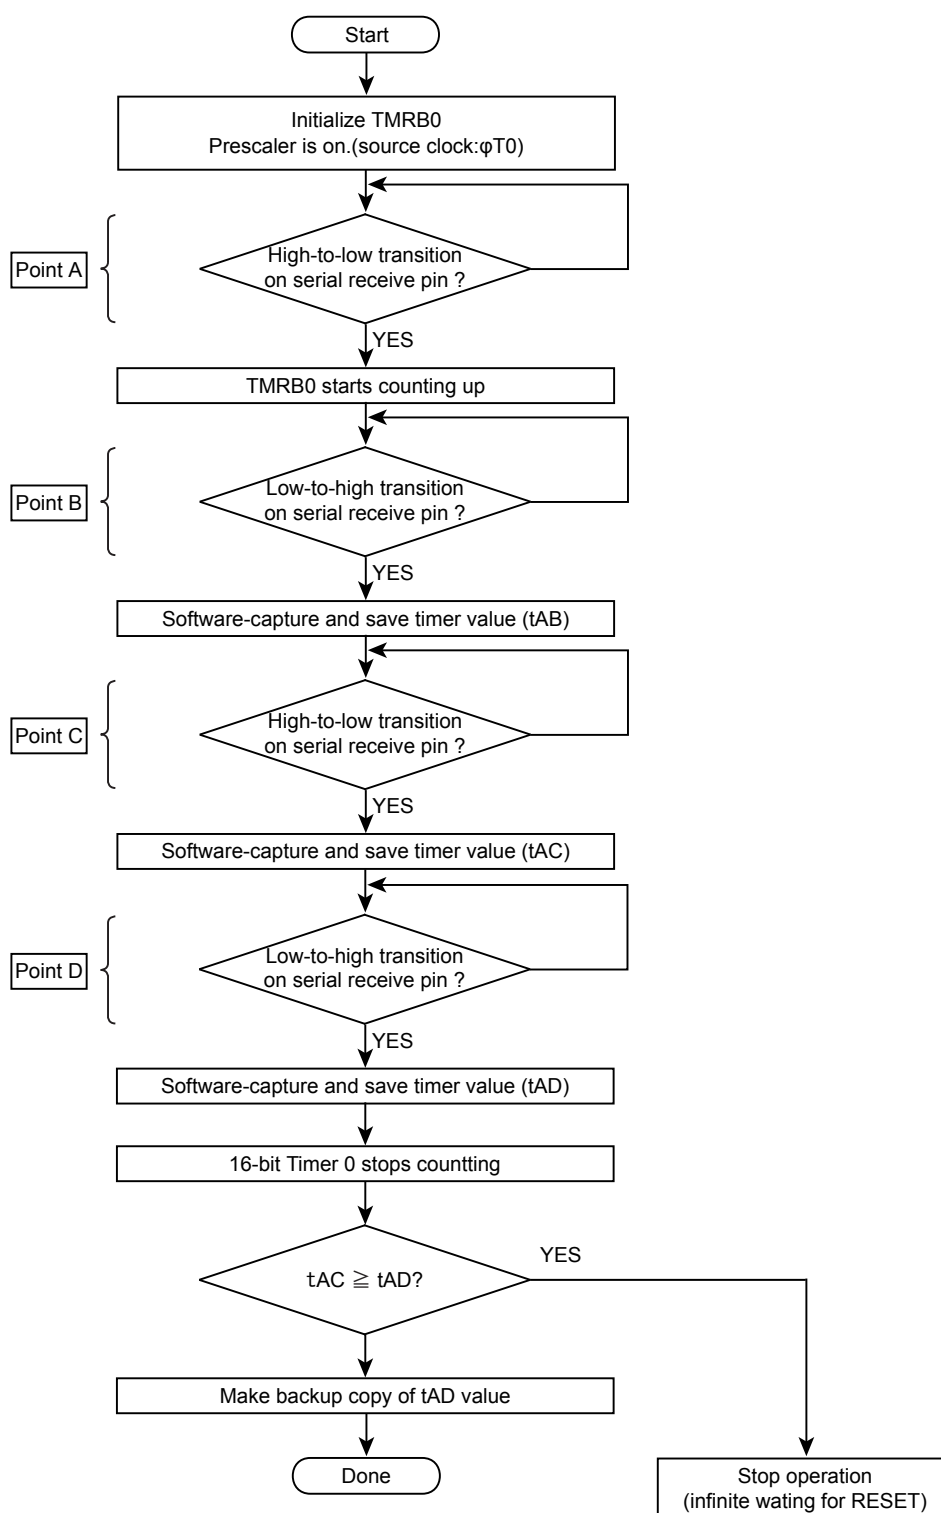 Start
Initialize TMRB0
Prescaler is on.(source clock:φT0)
Point A
High-to-low transition
on serial receive pin ?
YES
TMRB0 starts counting up
Point B
Low-to-high transition
on serial receive pin ?
YES
Software-capture and save timer value (tAB)
Point C
High-to-low transition
on serial receive pin ?
YES
Software-capture and save timer value (tAC)
Point D
Low-to-high transition
on serial receive pin ?
YES
Software-capture and save timer value (tAD)
16-bit Timer 0 stops countting
tAC ≧ tAD?
YES
Make backup copy of tAD value
Done
Stop operation
(infinite wating for RESET)